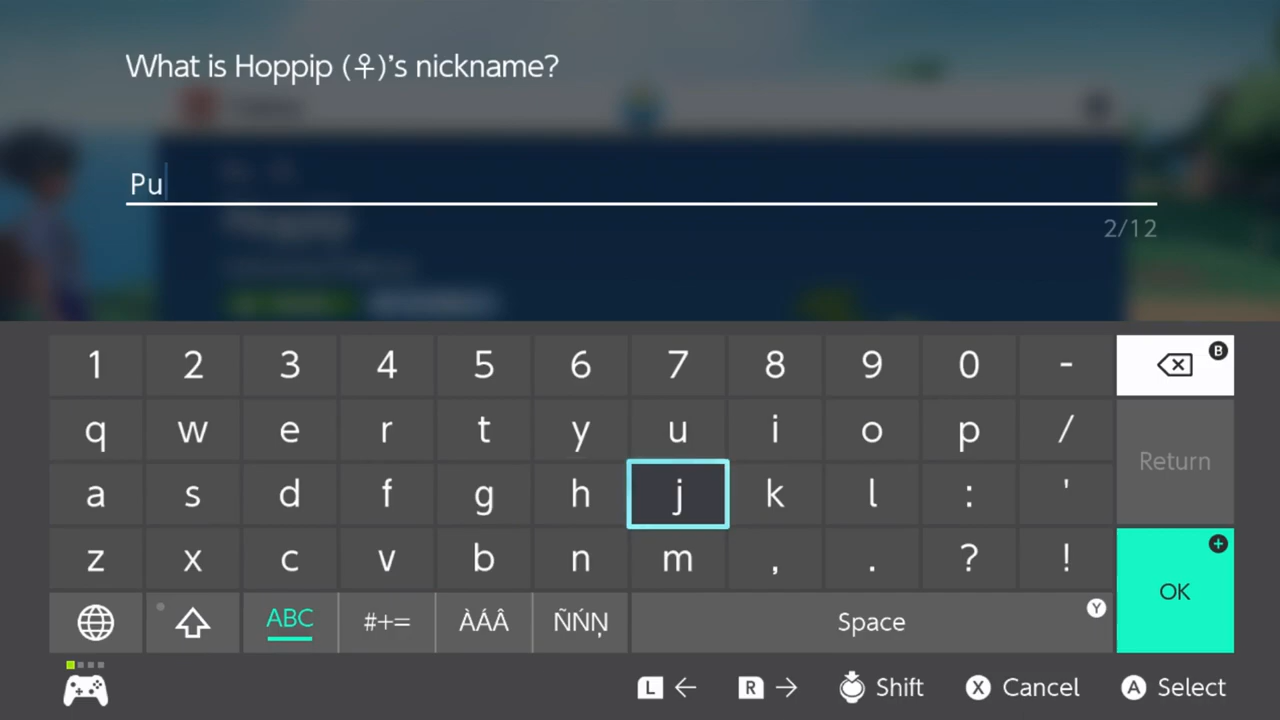 What is Hoppip (♀)'s nickname?
Pu
2/12
1 2 3 4 5 6 7 8 9 0 - B
q w e r t y u i o p /
Return
a s d f g h j k l : '
z x c v b n m , . ? ! +
OK
ABC #+= ÀÁÂ ÑŃŅ Space Y
L ← R → Shift X Cancel A Select